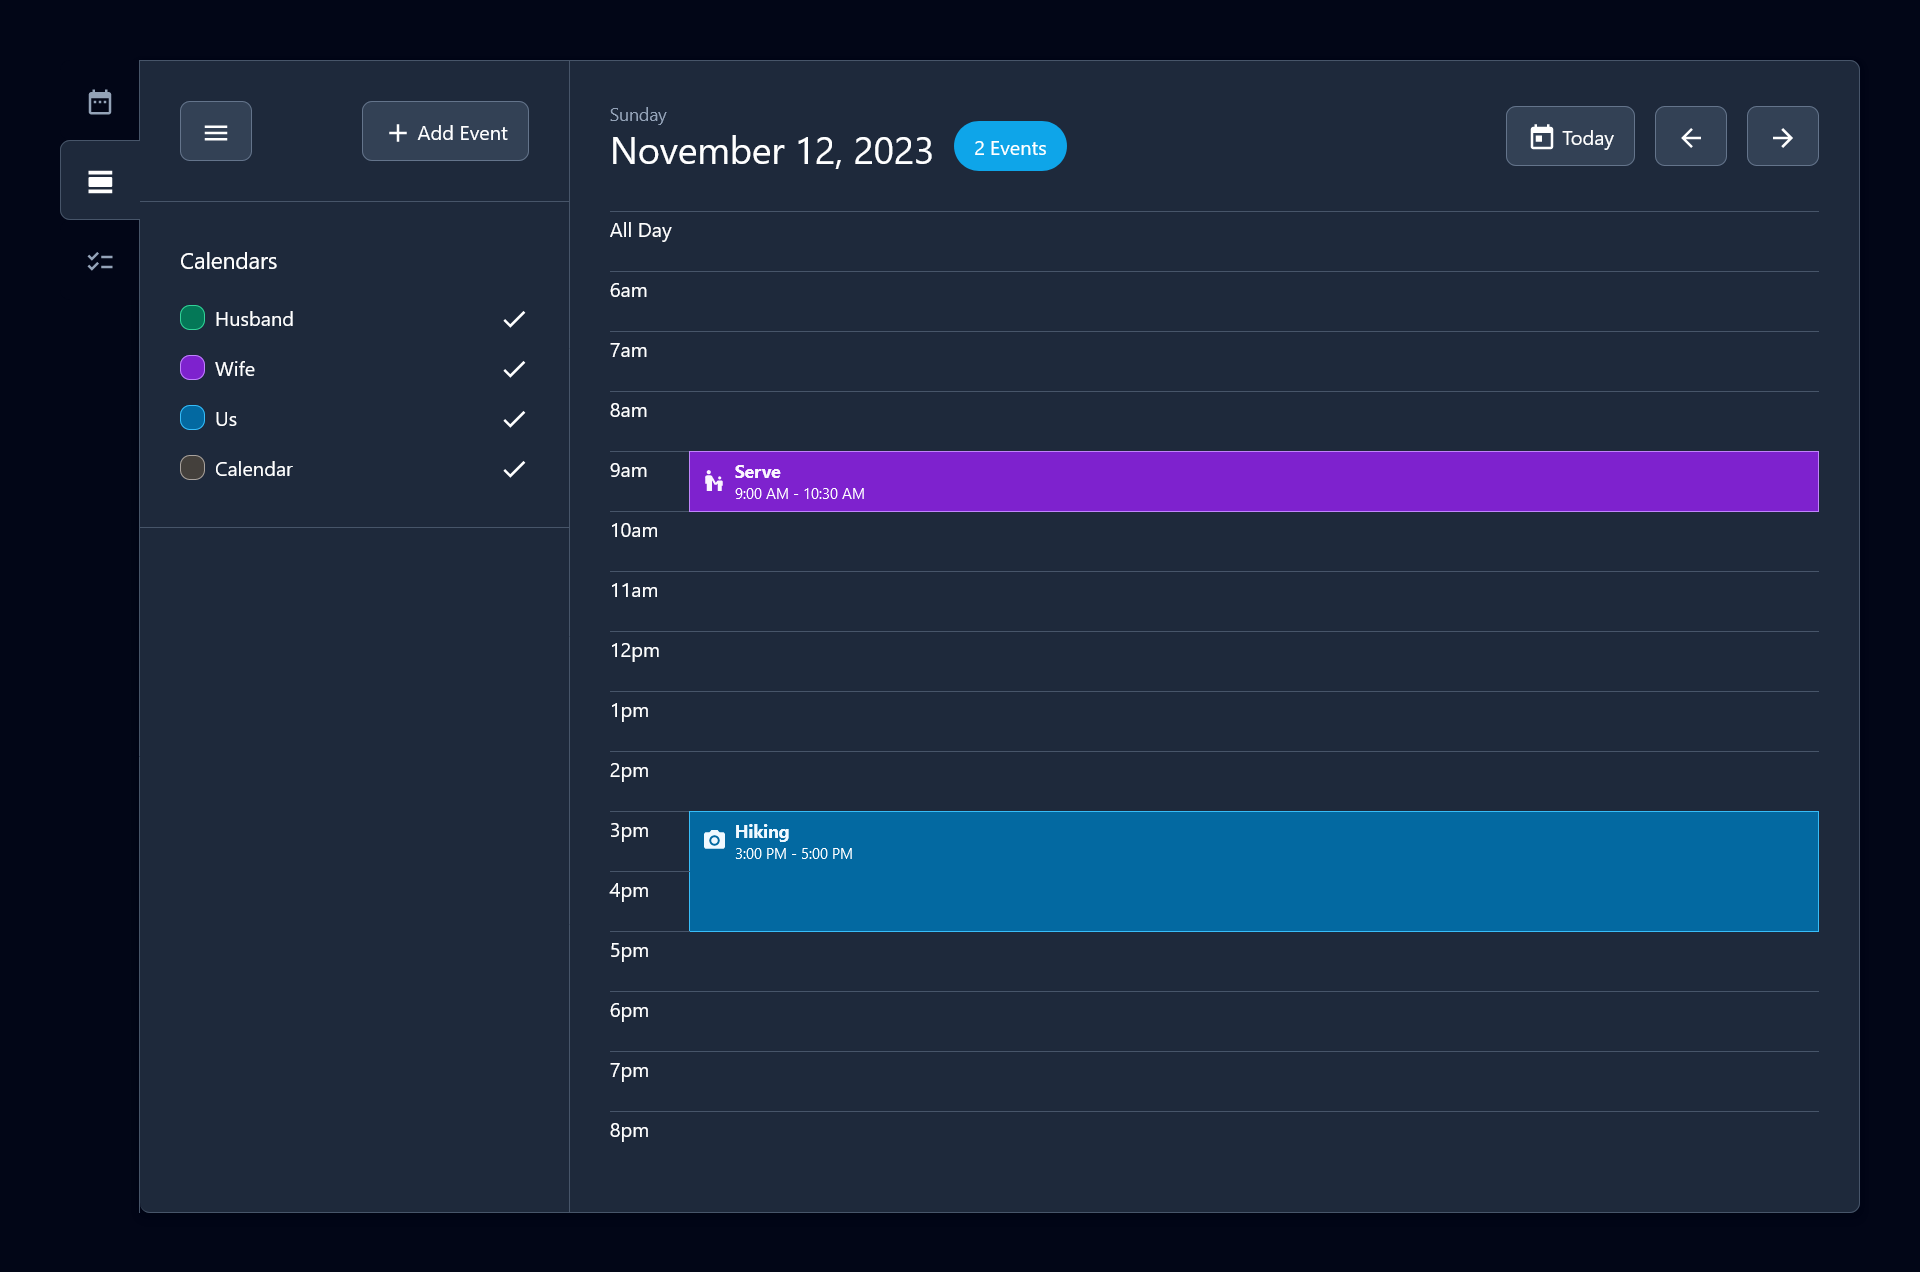 Add Event
Calendars
Husband
Wife
Us
Calendar
Sunday
November 12, 2023
2 Events
Today
All Day
6am
7am
8am
9am
Serve
9:00 AM - 10:30 AM
10am
11am
12pm
1pm
2pm
3pm
Hiking
3:00 PM - 5:00 PM
4pm
5pm
6pm
7pm
8pm